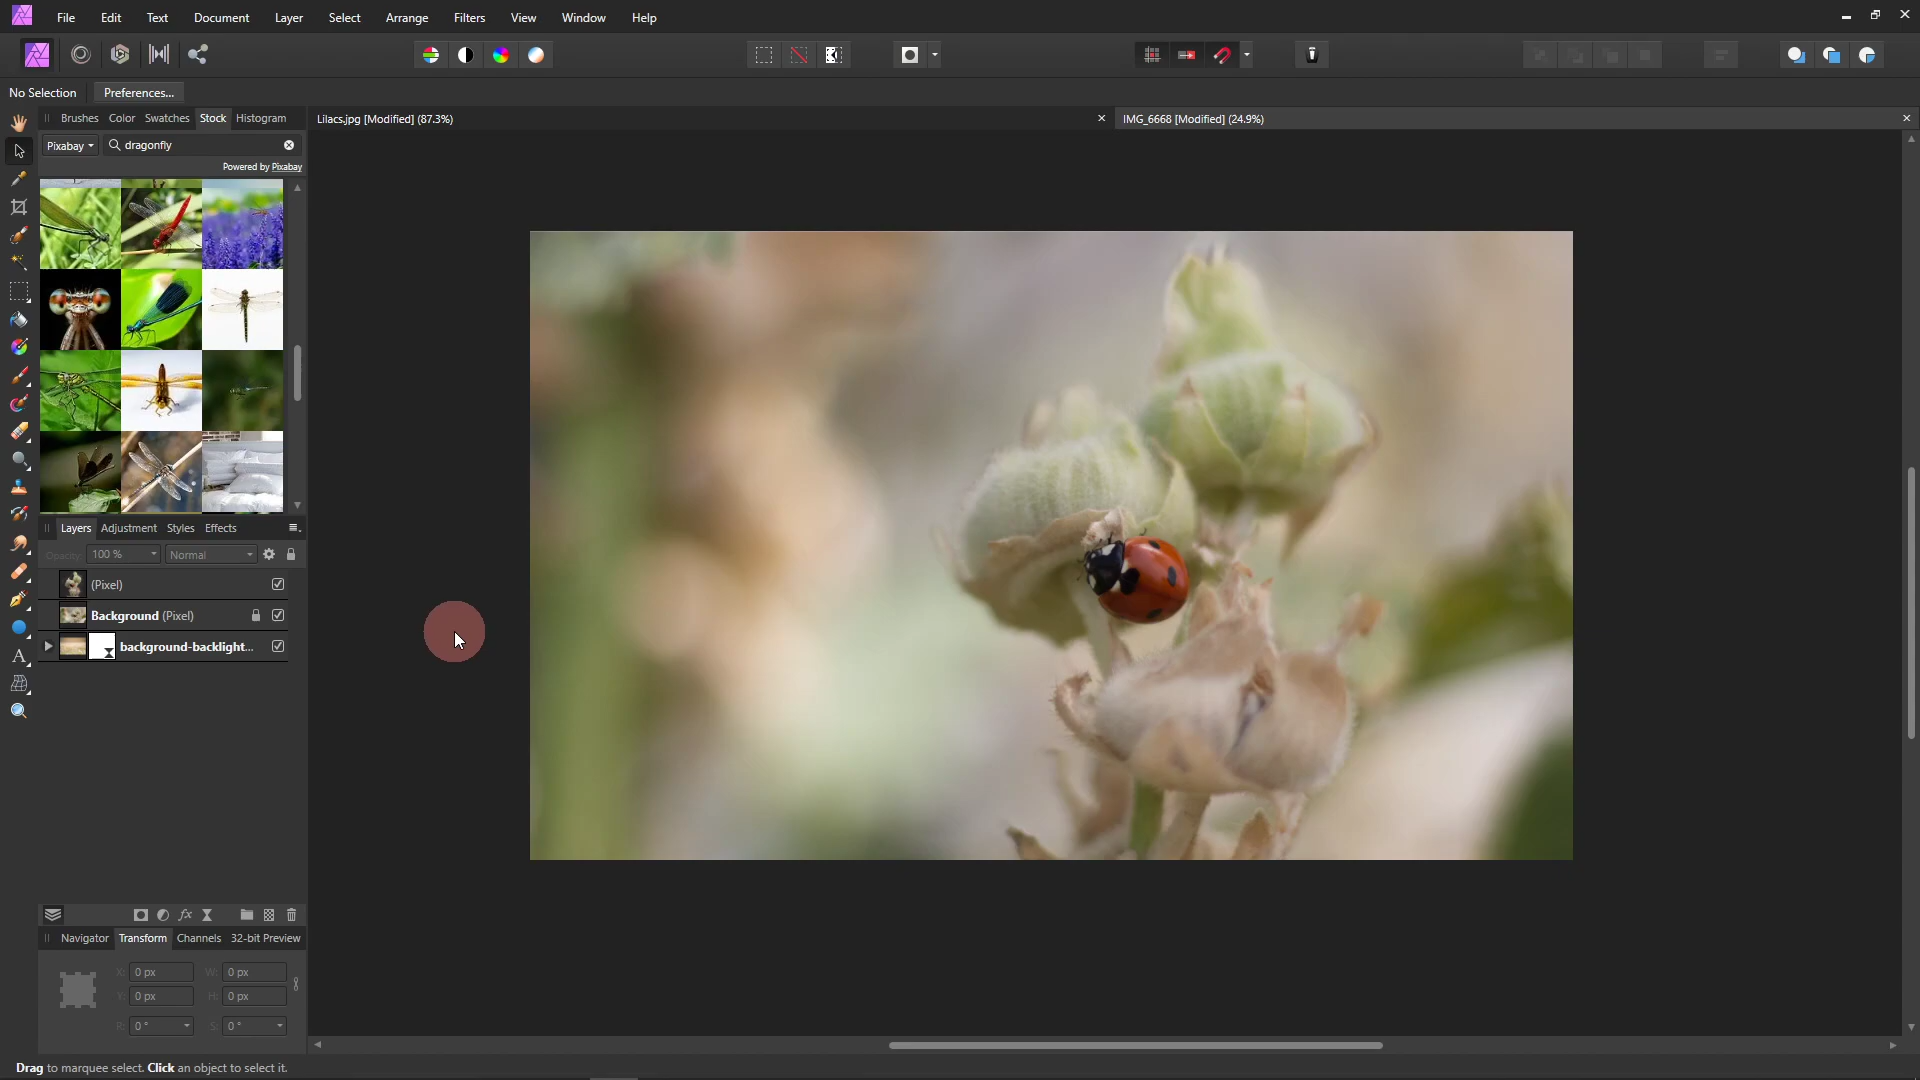 File Edit Text Document Layer Select Arrange Filters View Window Help
No Selection Preferences...
Brushes Color Swatches Stock Histogram
Lilacs.jpg [Modified] (87.3%)
IMG_6668 [Modified] (24.9%)
Pixabay dragonfly
Powered by Pixabay
Layers Adjustment Styles Effects
Opacity: 100 % Normal
(Pixel)
Background (Pixel)
background-backlight...
Navigator Transform Channels 32-bit Preview
X: 0 px W: 0 px
Y: 0 px H: 0 px
R: 0 ° S: 0 °
Drag to marquee select. Click an object to select it.